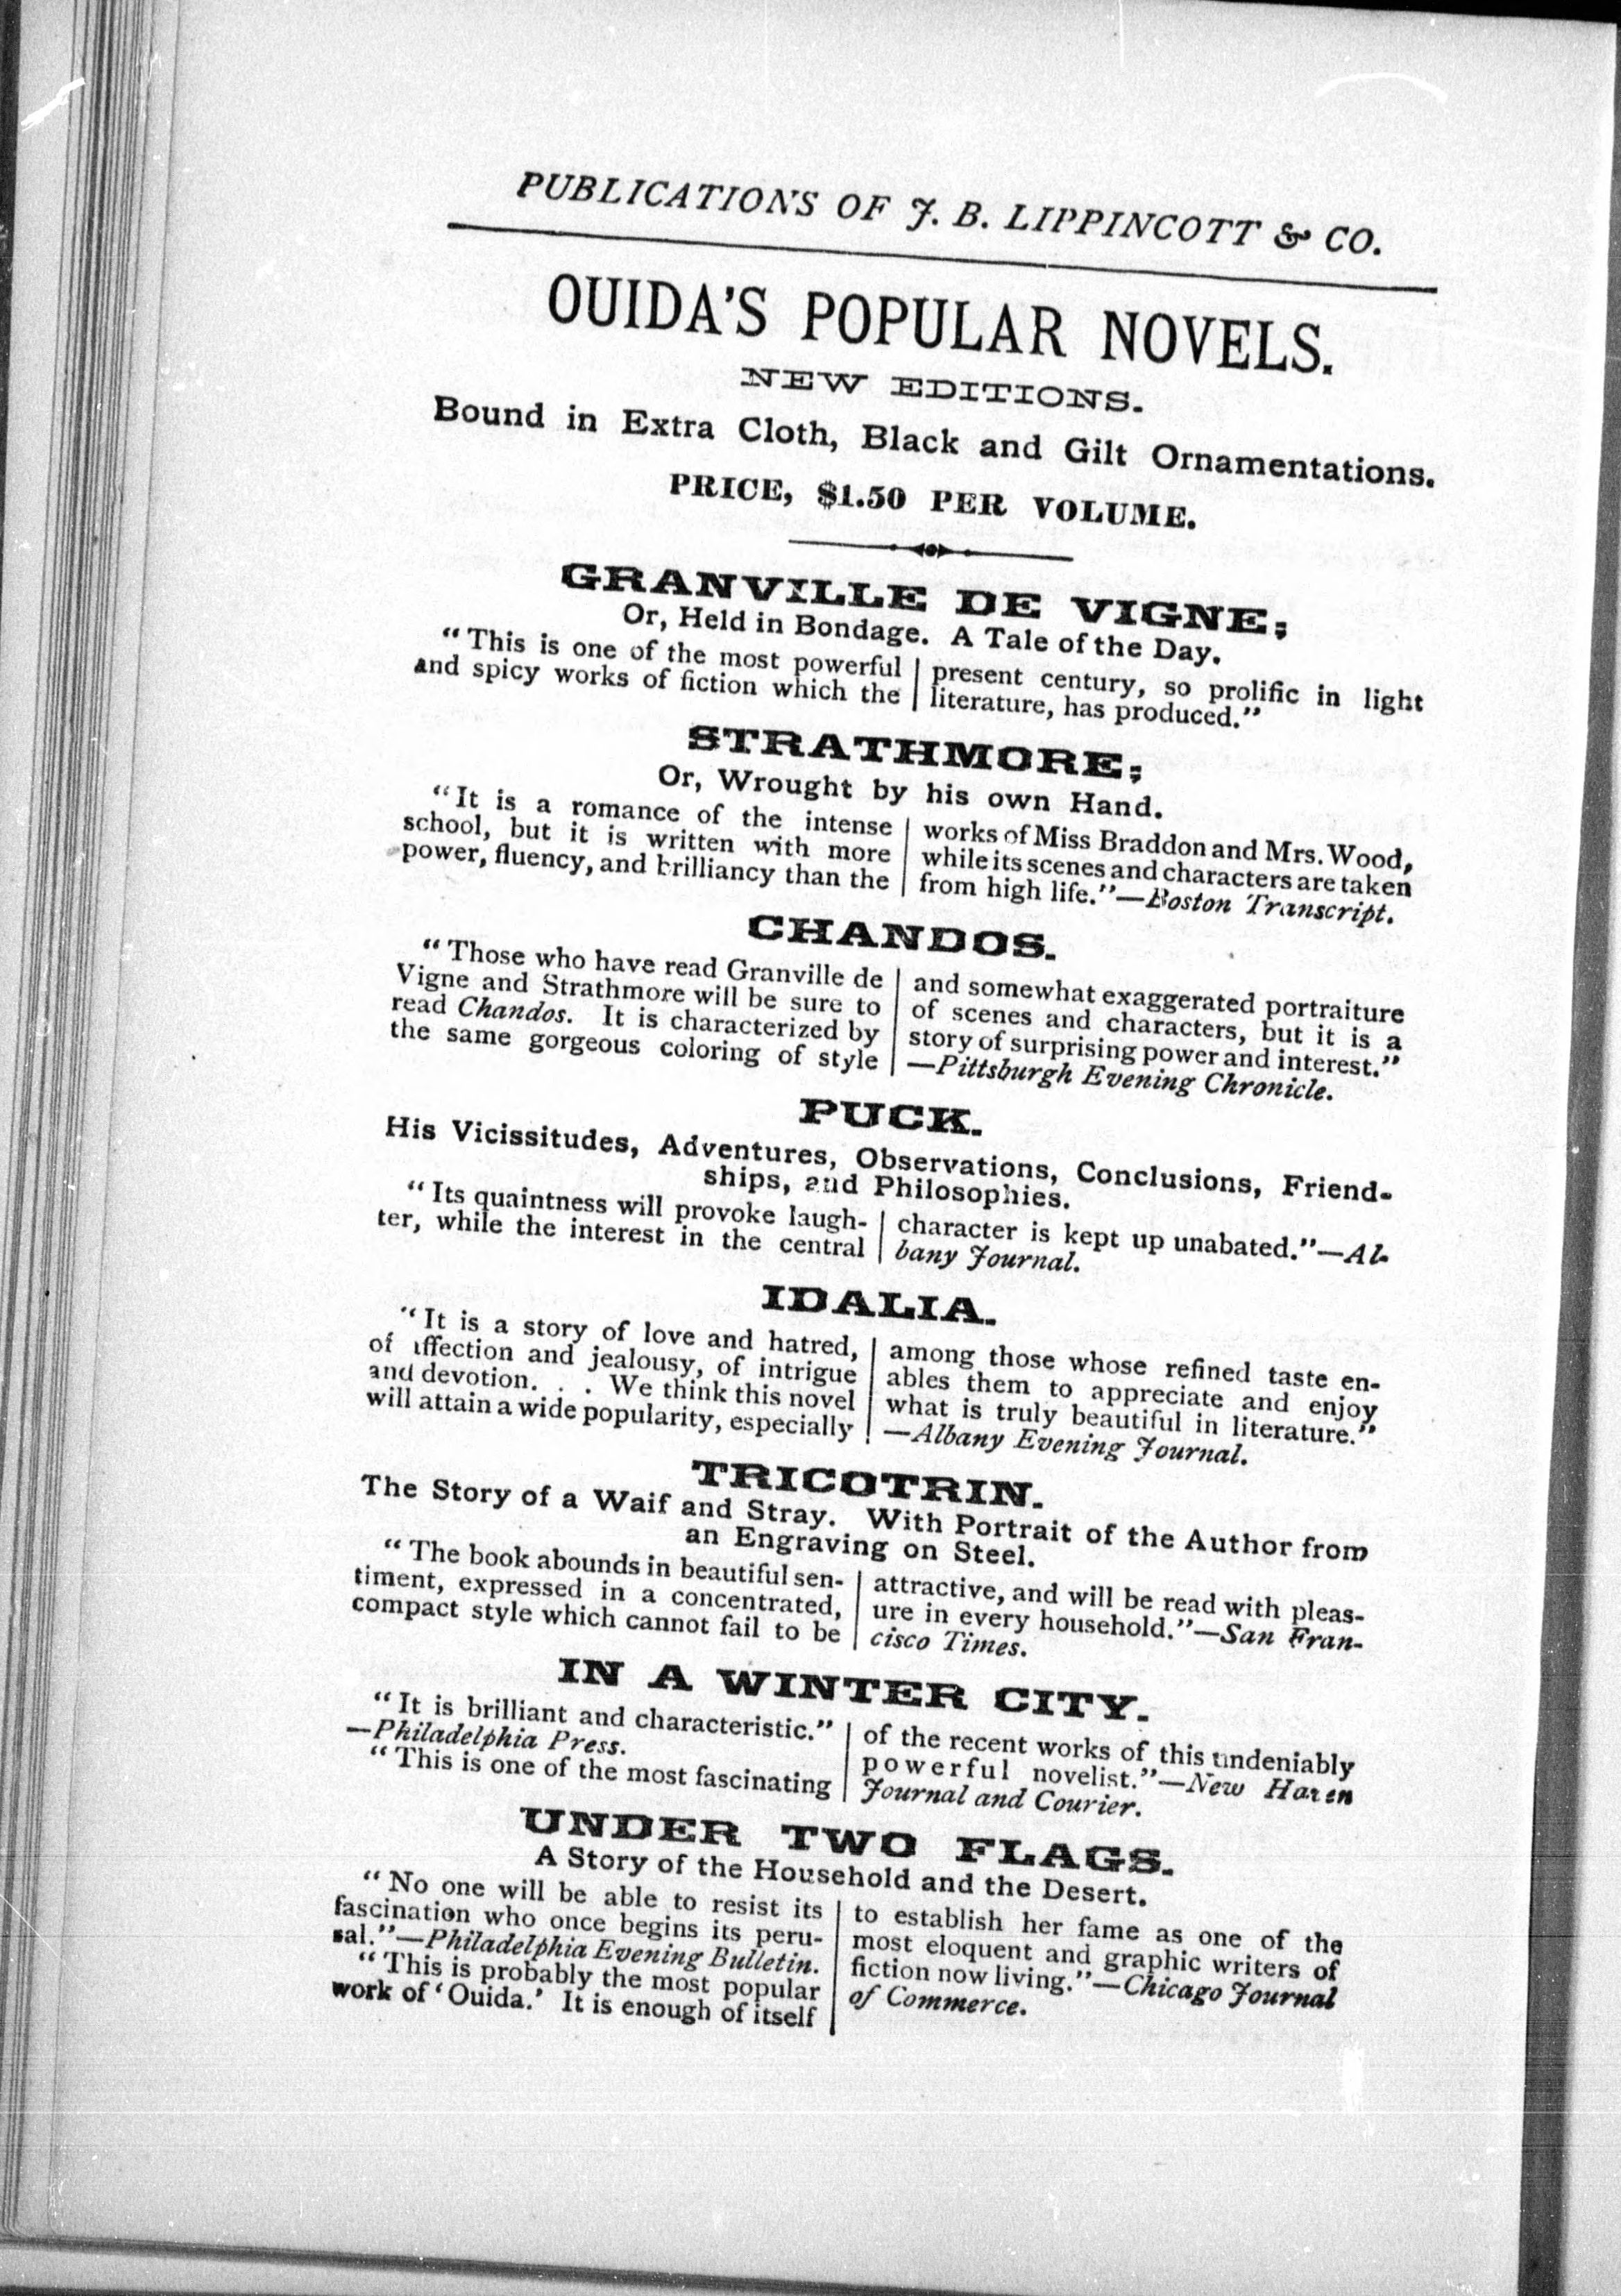 PUBLICATIONS OF J. B. LIPPINCOTT & CO.
OUIDA'S POPULAR NOVELS.
NEW EDITIONS.
Bound in Extra Cloth, Black and Gilt Ornamentations.
PRICE, $1.50 PER VOLUME.
GRANVILLE DE VIGNE;
Or, Held in Bondage. A Tale of the Day.
"This is one of the most powerful
and spicy works of fiction which the
present century, so prolific in light
literature, has produced."
STRATHMORE;
Or, Wrought by his own Hand.
"It is a romance of the intense
school, but it is written with more
power, fluency, and brilliancy than the
works of Miss Braddon and Mrs. Wood,
while its scenes and characters are taken
from high life."—Boston Transcript.
CHANDOS.
"Those who have read Granville de
Vigne and Strathmore will be sure to
read Chandos. It is characterized by
the same gorgeous coloring of style
and somewhat exaggerated portraiture
of scenes and characters, but it is a
story of surprising power and interest."
—Pittsburgh Evening Chronicle.
PUCK.
His Vicissitudes, Adventures, Observations, Conclusions, Friend-
ships, and Philosophies.
"Its quaintness will provoke laugh-
ter, while the interest in the central
character is kept up unabated."—Al-
bany Journal.
IDALIA.
"It is a story of love and hatred,
of affection and jealousy, of intrigue
and devotion. . . We think this novel
will attain a wide popularity, especially
among those whose refined taste en-
ables them to appreciate and enjoy
what is truly beautiful in literature."
—Albany Evening Journal.
TRICOTRIN.
The Story of a Waif and Stray. With Portrait of the Author from
an Engraving on Steel.
"The book abounds in beautiful sen-
timent, expressed in a concentrated,
compact style which cannot fail to be
attractive, and will be read with pleas-
ure in every household."—San Fran-
cisco Times.
IN A WINTER CITY.
"It is brilliant and characteristic."
—Philadelphia Press.
"This is one of the most fascinating
of the recent works of this undeniably
powerful novelist."—New Haven
Journal and Courier.
UNDER TWO FLAGS.
A Story of the Household and the Desert.
"No one will be able to resist its
fascination who once begins its peru-
sal."—Philadelphia Evening Bulletin.
"This is probably the most popular
work of 'Ouida.' It is enough of itself
to establish her fame as one of the
most eloquent and graphic writers of
fiction now living."—Chicago Journal
of Commerce.